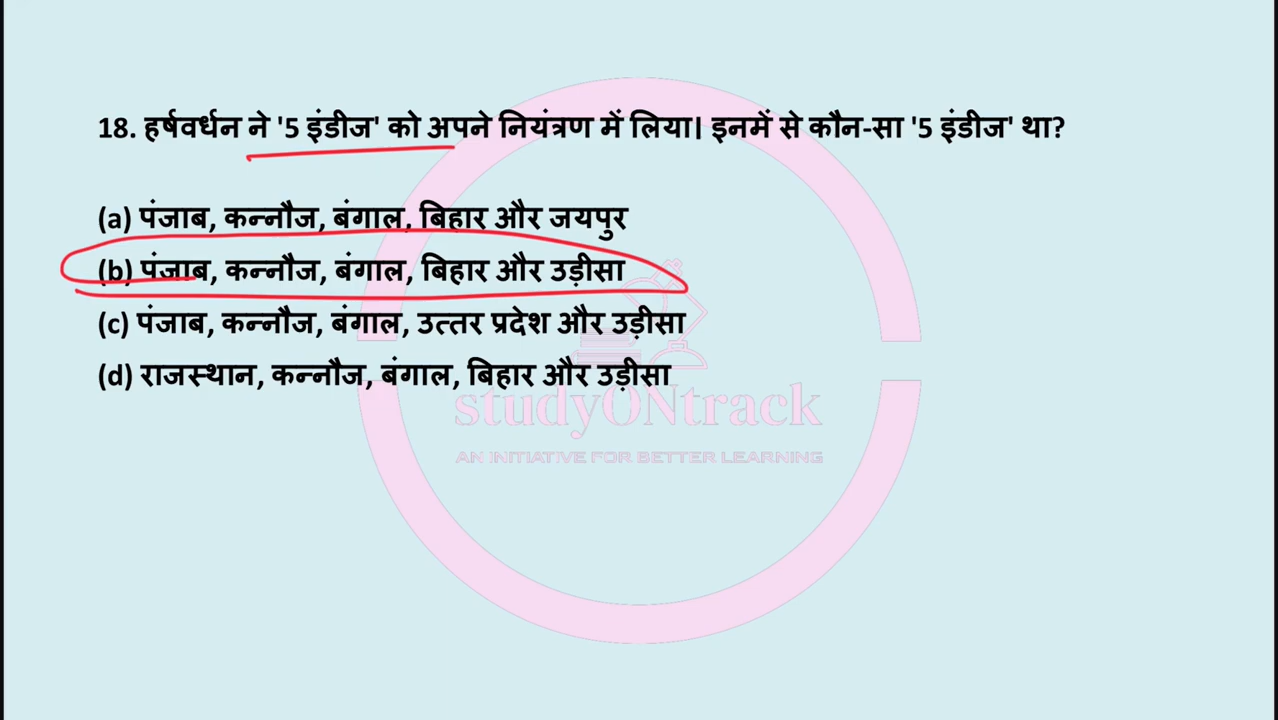 18. हर्षवर्धन ने '5 इंडीज' को अपने नियंत्रण में लिया। इनमें से कौन-सा '5 इंडीज' था?
(a) पंजाब, कन्नौज, बंगाल, बिहार और जयपुर
(b) पंजाब, कन्नौज, बंगाल, बिहार और उड़ीसा
(c) पंजाब, कन्नौज, बंगाल, उत्तर प्रदेश और उड़ीसा
(d) राजस्थान, कन्नौज, बंगाल, बिहार और उड़ीसा
studyONtrack
AN INITIATIVE FOR BETTER LEARNING